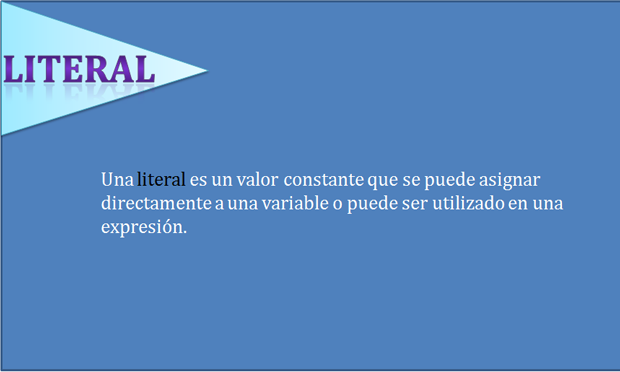 LITERAL
Una literal es un valor constante que se puede asignar
directamente a una variable o puede ser utilizado en una
expresión.